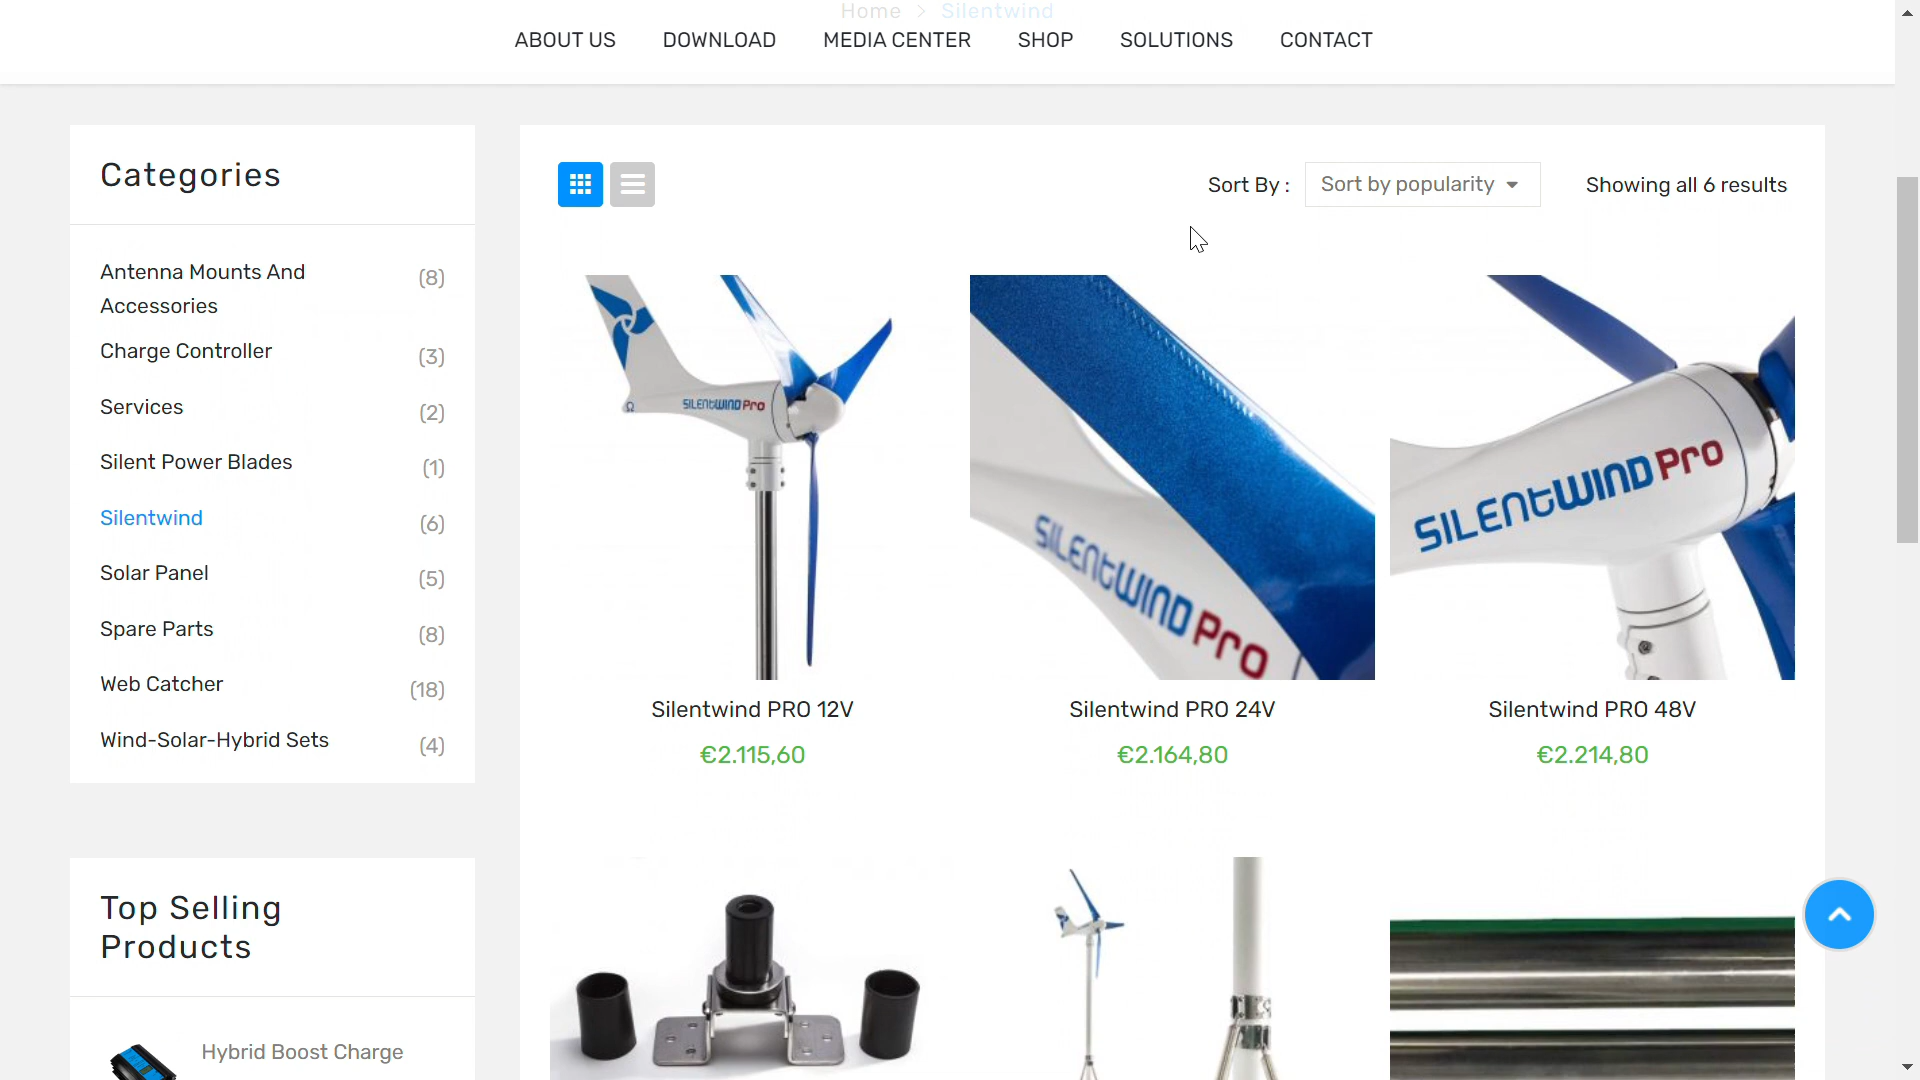 Home > Silentwind
ABOUT US DOWNLOAD MEDIA CENTER SHOP SOLUTIONS CONTACT
Categories
Antenna Mounts And
Accessories
(8)
Charge Controller (3)
Services (2)
Silent Power Blades (1)
Silentwind (6)
Solar Panel (5)
Spare Parts (8)
Web Catcher (18)
Wind-Solar-Hybrid Sets (4)
Top Selling
Products
Hybrid Boost Charge
Sort By : Sort by popularity Showing all 6 results
SILENTWIND Pro
SILENTWIND Pro
SILENTWIND Pro
Silentwind PRO 12V
€2.115,60
Silentwind PRO 24V
€2.164,80
Silentwind PRO 48V
€2.214,80